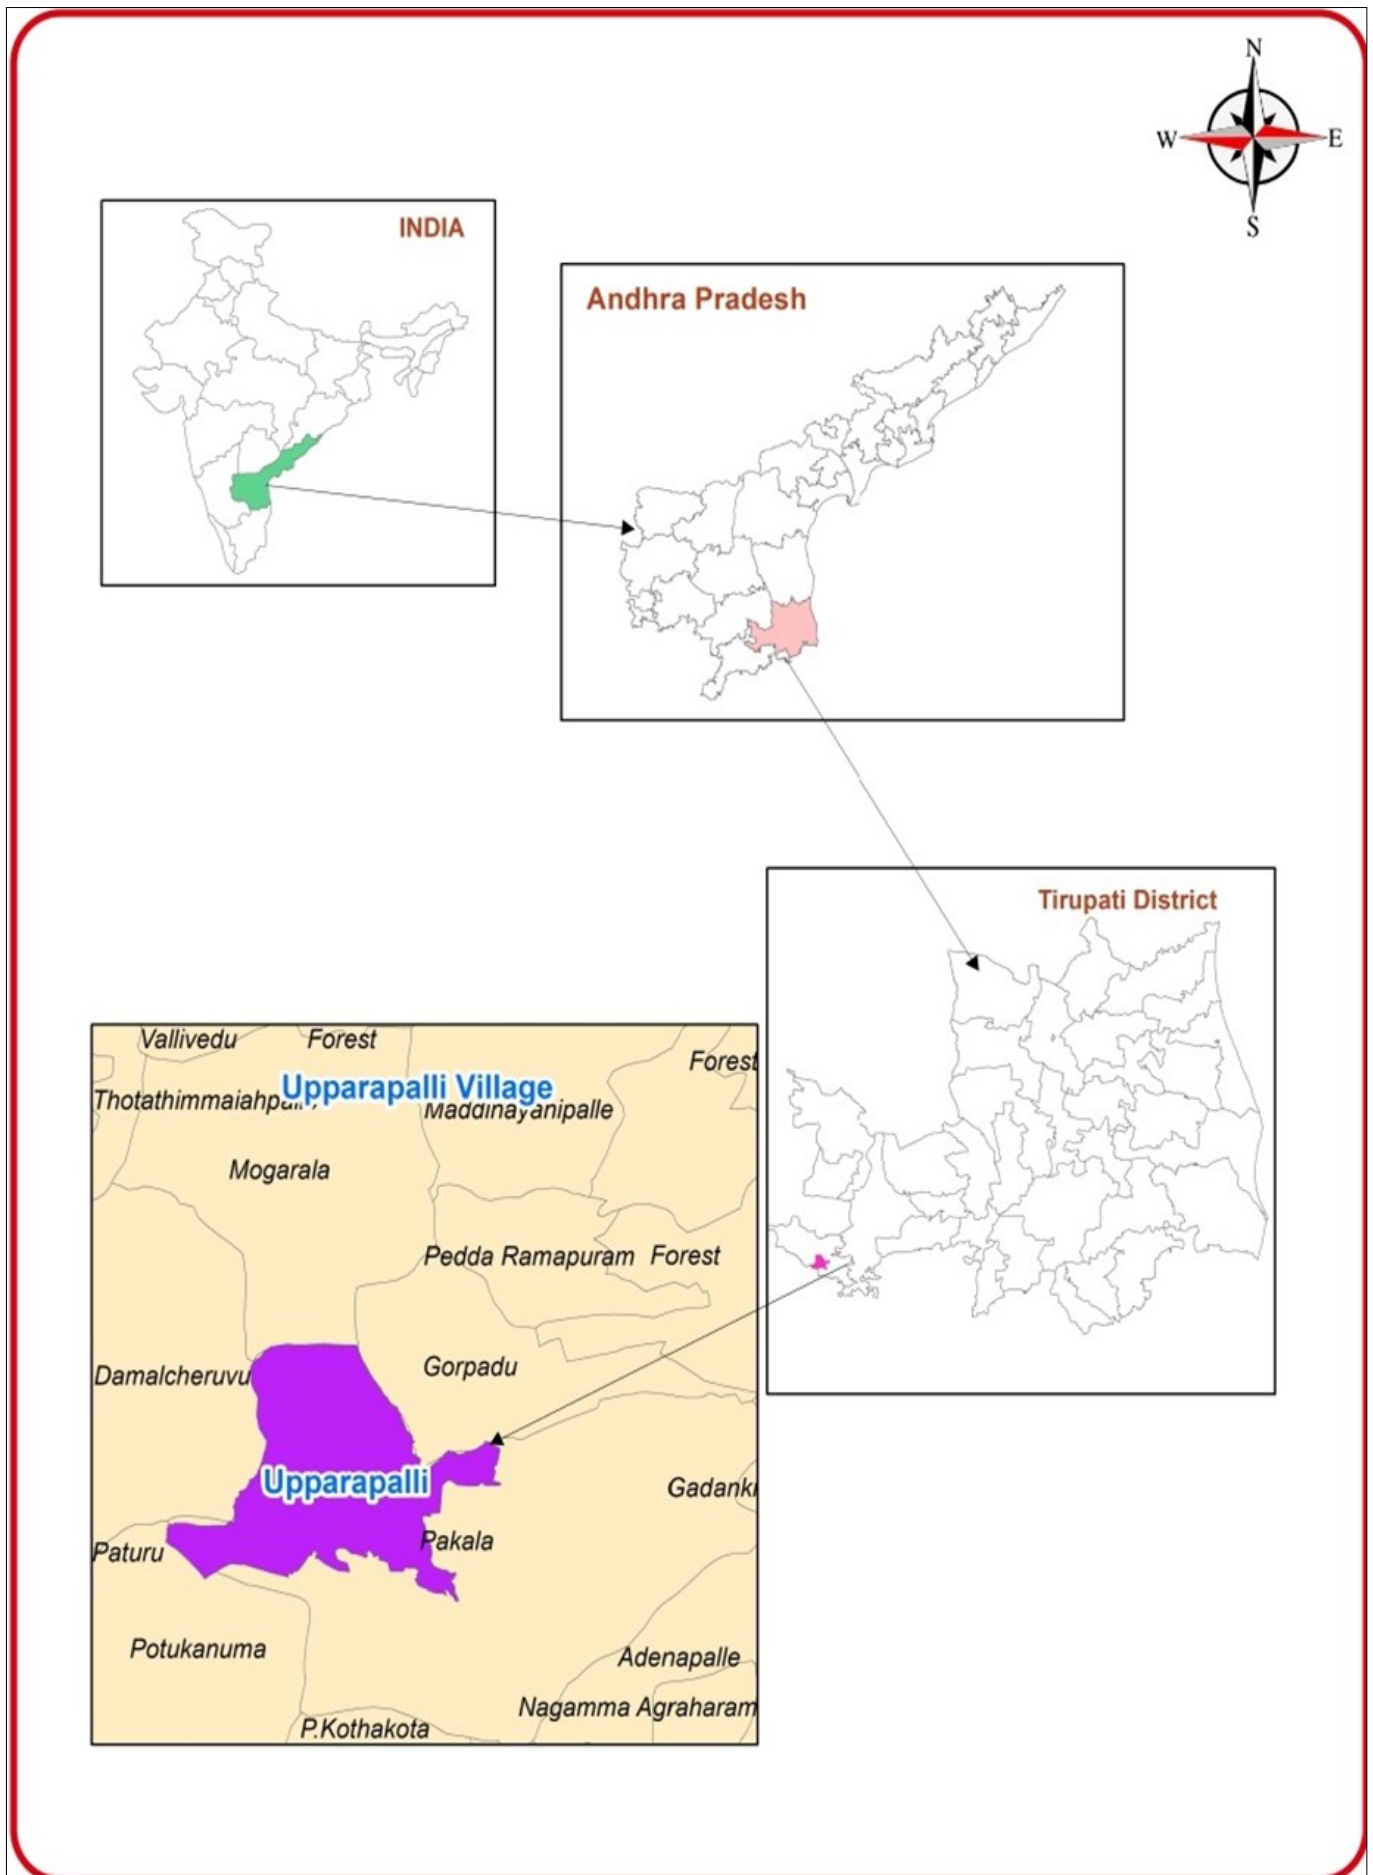 N
W E
S
INDIA
Andhra Pradesh
Tirupati District
Vallivedu Forest
Forest
Upparapalli Village
Maddinayanipalle
Mogarala
Pedda Ramapuram Forest
Damalcheruvu
Gorpadu
Upparapalli
Gadanki
Pakala
Paturu
Potukanuma
Adenapalle
Nagamma Agraharam
P.Kothakota